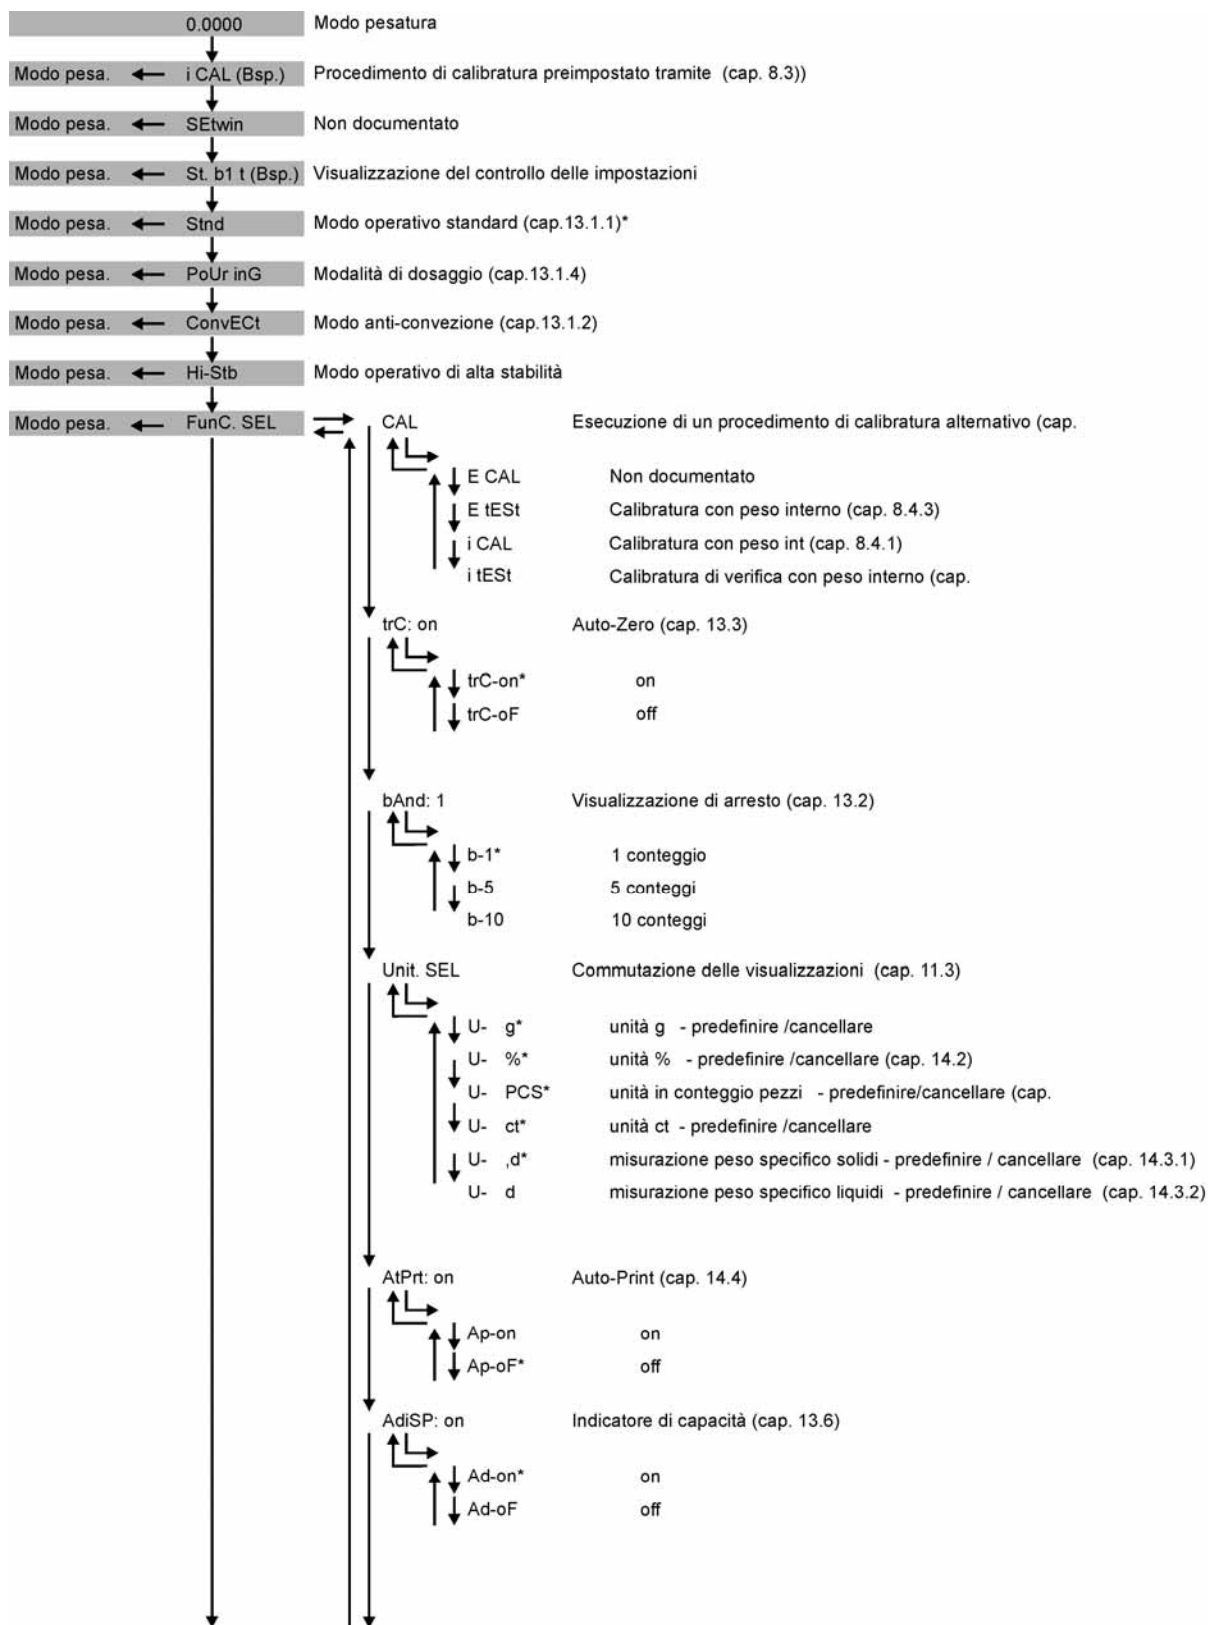 0.0000 Modo pesatura
Modo pesa. i CAL (Bsp.) Procedimento di calibratura preimpostato tramite (cap. 8.3))
Modo pesa. SEtwin Non documentato
Modo pesa. St. b1 t (Bsp.) Visualizzazione del controllo delle impostazioni
Modo pesa. Stnd Modo operativo standard (cap.13.1.1)*
Modo pesa. PoUr inG Modalità di dosaggio (cap.13.1.4)
Modo pesa. ConvECt Modo anti-convezione (cap.13.1.2)
Modo pesa. Hi-Stb Modo operativo di alta stabilità
Modo pesa. FunC. SEL CAL Esecuzione di un procedimento di calibratura alternativo (cap.
E CAL Non documentato
E tESt Calibratura con peso interno (cap. 8.4.3)
i CAL Calibratura con peso int (cap. 8.4.1)
i tESt Calibratura di verifica con peso interno (cap.
trC: on Auto-Zero (cap. 13.3)
trC-on* on
trC-oF off
bAnd: 1 Visualizzazione di arresto (cap. 13.2)
b-1* 1 conteggio
b-5 5 conteggi
b-10 10 conteggi
Unit. SEL Commutazione delle visualizzazioni (cap. 11.3)
U- g* unità g - predefinire /cancellare
U- %* unità % - predefinire /cancellare (cap. 14.2)
U- PCS* unità in conteggio pezzi - predefinire/cancellare (cap.
U- ct* unità ct - predefinire /cancellare
U- ,d* misurazione peso specifico solidi - predefinire / cancellare (cap. 14.3.1)
U- d misurazione peso specifico liquidi - predefinire / cancellare (cap. 14.3.2)
AtPrt: on Auto-Print (cap. 14.4)
Ap-on on
Ap-oF* off
AdiSP: on Indicatore di capacità (cap. 13.6)
Ad-on* on
Ad-oF off